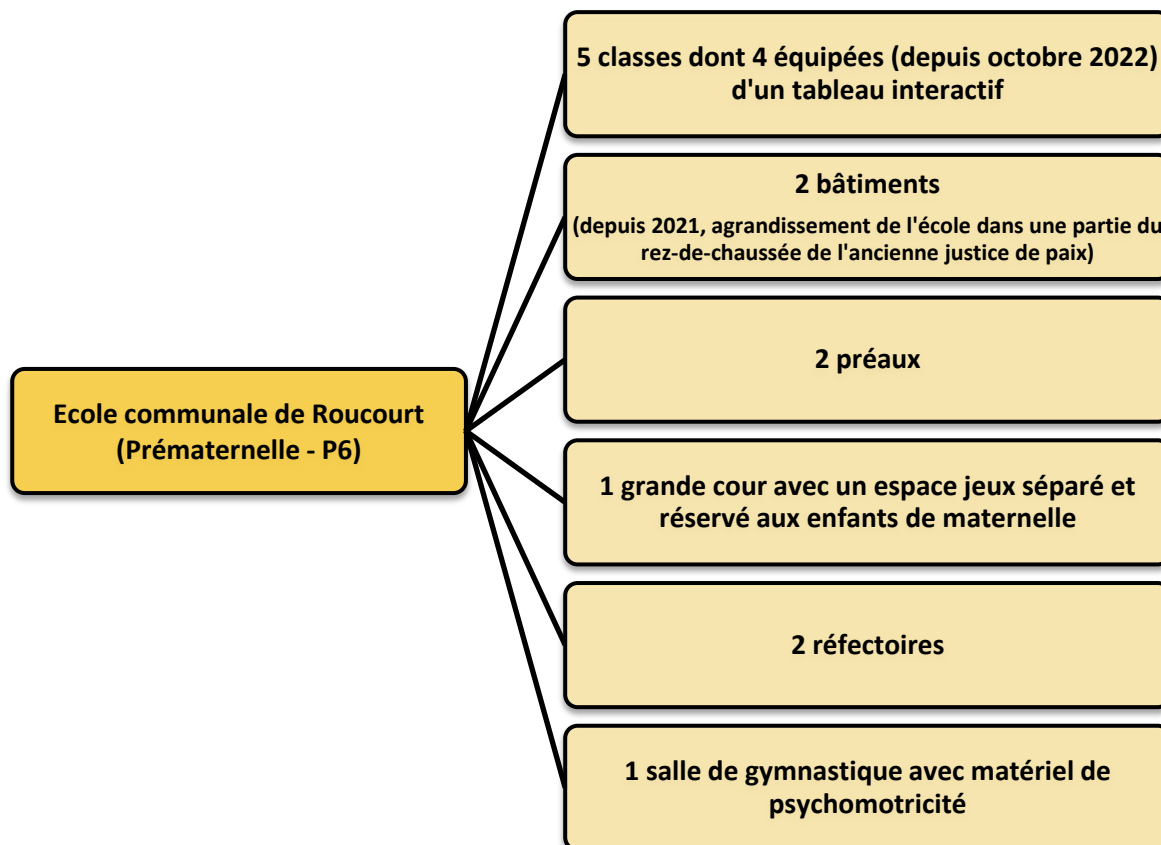 5 classes dont 4 équipées (depuis octobre 2022)
d'un tableau interactif
2 bâtiments
(depuis 2021, agrandissement de l'école dans une partie du
rez-de-chaussée de l'ancienne justice de paix)
2 préaux
Ecole communale de Roucourt
(Prématernelle - P6)
1 grande cour avec un espace jeux séparé et
réservé aux enfants de maternelle
2 réfectoires
1 salle de gymnastique avec matériel de
psychomotricité